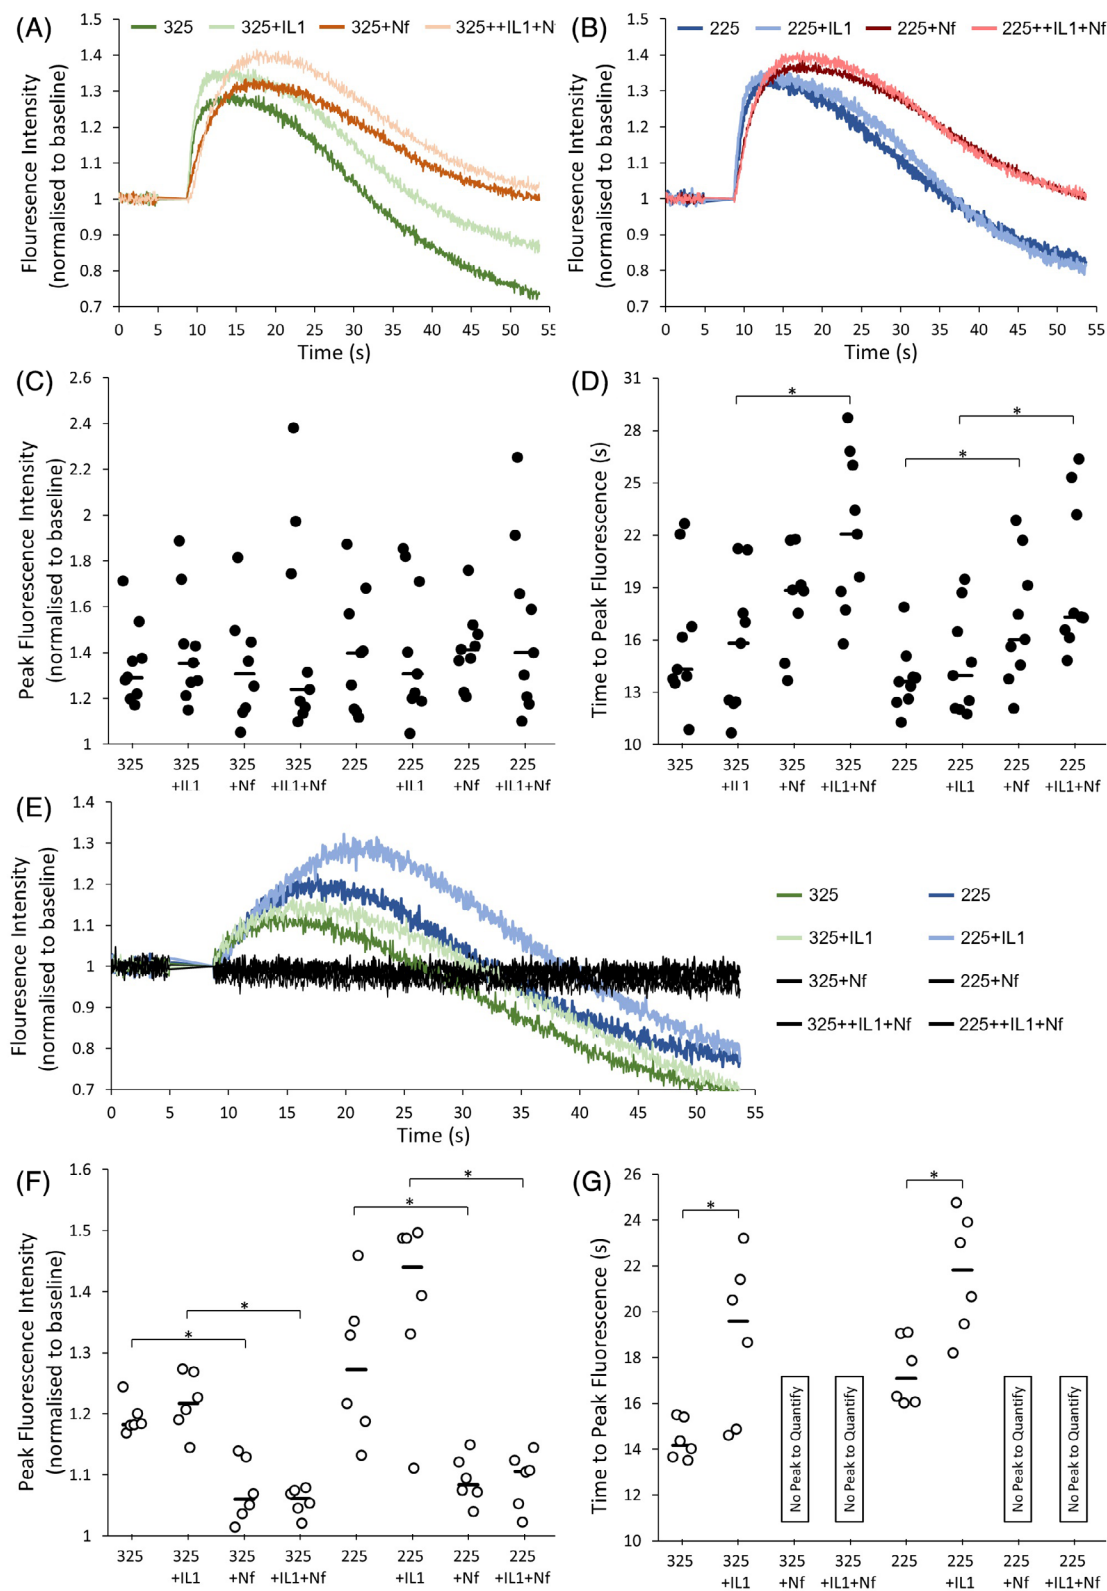 (A)
325
325+IL1
325+Nf
325++IL1+N
Flouresence Intensity
(normalised to baseline)
1.5
1.4
1.3
1.2
1.1
1
0.9
0.8
0.7
0 5 10 15 20 25 30 35 40 45 50 55
Time (s)
(B)
225
225+IL1
225+Nf
225++IL1+Nf
Flouresence Intensity
(normalised to baseline)
1.5
1.4
1.3
1.2
1.1
1
0.9
0.8
0.7
0 5 10 15 20 25 30 35 40 45 50 55
Time (s)
(C)
Peak Fluorescence Intensity
(normalised to baseline)
2.6
2.4
2.2
2
1.8
1.6
1.4
1.2
1
325 325 325 325 225 225 225 225
+IL1 +Nf +IL1+Nf +IL1 +Nf +IL1+Nf
(D)
Time to Peak Fluorescence (s)
31
28
25
22
19
16
13
10
* * *
325 325 325 325 225 225 225 225
+IL1 +Nf +IL1+Nf +IL1 +Nf +IL1+Nf
(E)
Flouresence Intensity
(normalised to baseline)
1.4
1.3
1.2
1.1
1
0.9
0.8
0.7
0 5 10 15 20 25 30 35 40 45 50 55
Time (s)
325 225
325+IL1 225+IL1
325+Nf 225+Nf
325++IL1+Nf 225++IL1+Nf
(F)
Peak Fluorescence Intensity
(normalised to baseline)
1.6
1.5
1.4
1.3
1.2
1.1
1
* * * *
325 325 325 325 225 225 225 225
+IL1 +Nf +IL1+Nf +IL1 +Nf +IL1+Nf
(G)
Time to Peak Fluorescence (s)
26
24
22
20
18
16
14
12
10
* *
No Peak to Quantify
No Peak to Quantify
No Peak to Quantify
No Peak to Quantify
325 325 325 325 225 225 225 225
+IL1 +Nf +IL1+Nf +IL1 +Nf +IL1+Nf